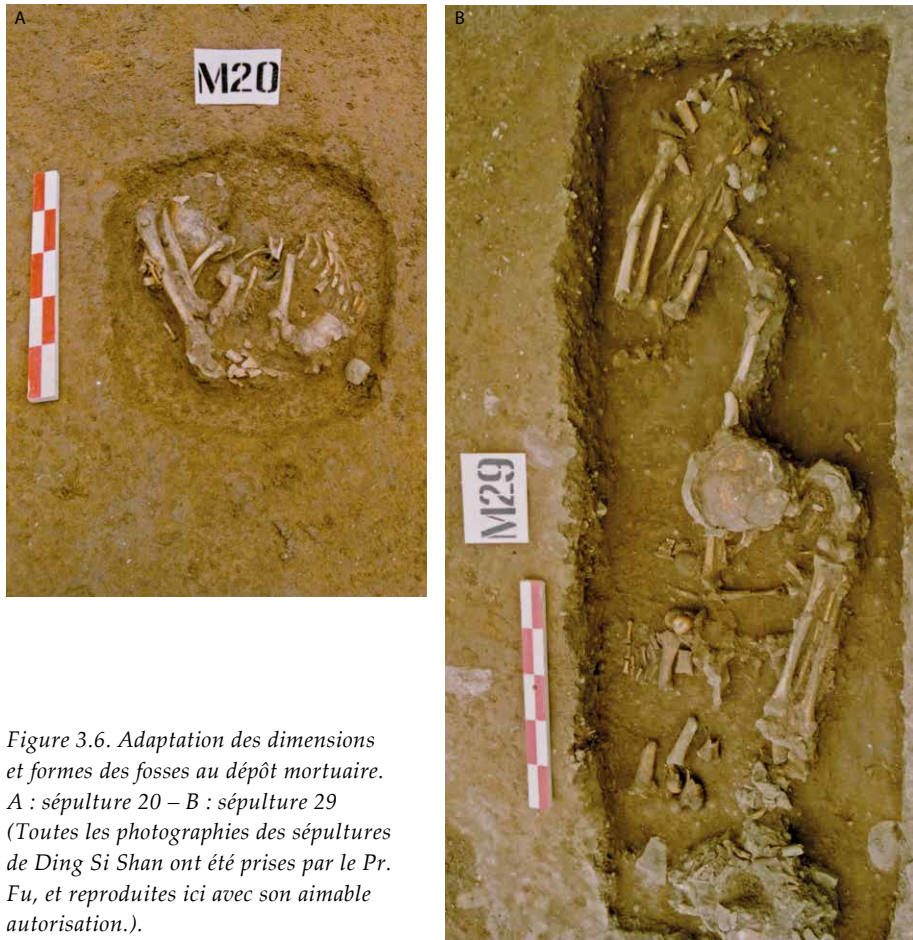 A
M20
B
M29
Figure 3.6. Adaptation des dimensions
et formes des fosses au dépôt mortuaire.
A : sépulture 20 – B : sépulture 29
(Toutes les photographies des sépultures
de Ding Si Shan ont été prises par le Pr.
Fu, et reproduites ici avec son aimable
autorisation.).